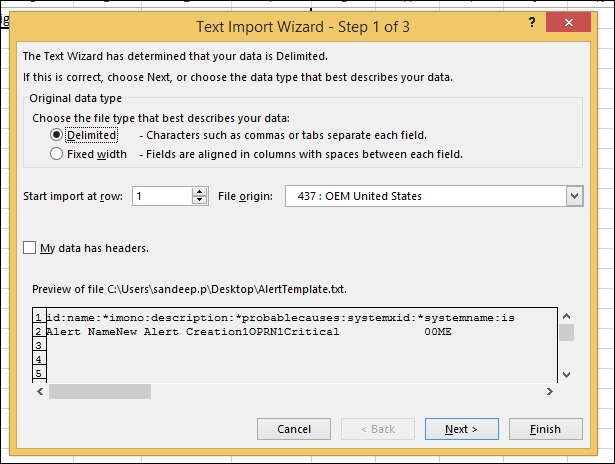 Text Import Wizard - Step 1 of 3
? X
The Text Wizard has determined that your data is Delimited.
If this is correct, choose Next, or choose the data type that best describes your data.
Original data type
Choose the file type that best describes your data:
Delimited - Characters such as commas or tabs separate each field.
Fixed width - Fields are aligned in columns with spaces between each field.
Start import at row: 1 File origin: 437 : OEM United States
My data has headers.
Preview of file C:\Users\sandeep.p\Desktop\AlertTemplate.txt.
1 id:name:*imono:description:*probablecauses:systemxid:*systemname:is
2 Alert NameNew Alert Creation1OPRN1Critical 00ME
3
4
5
Cancel < Back Next > Finish